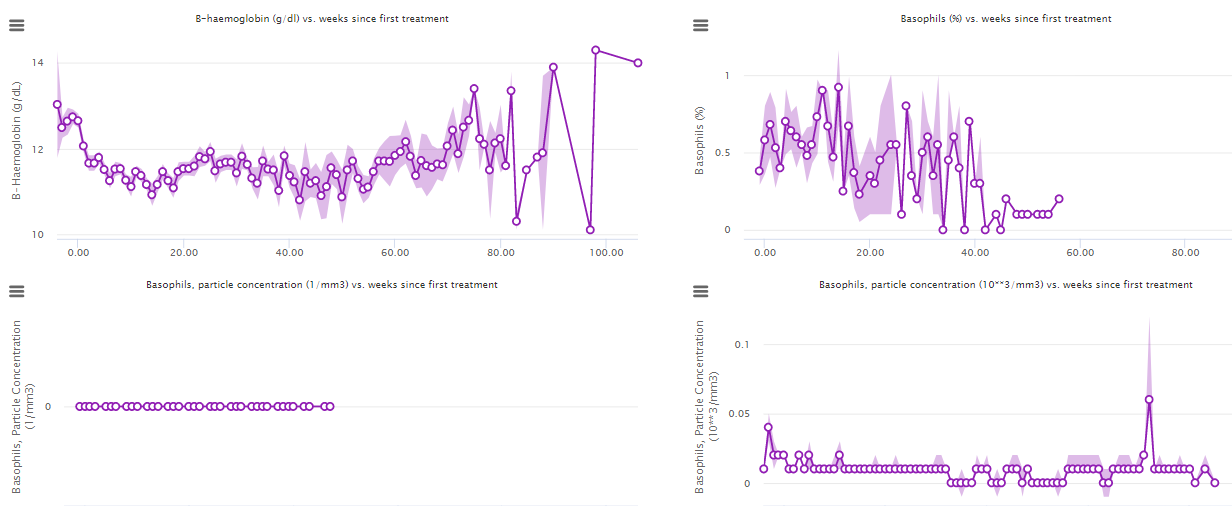 B-haemoglobin (g/dl) vs. weeks since first treatment
B- Haemoglobin (g/dL)
14
12
10
0.00 20.00 40.00 60.00 80.00 100.00
Basophils (%) vs. weeks since first treatment
Basophils (%)
1
0.5
0
0.00 20.00 40.00 60.00 80.00
Basophils, particle concentration (1/mm3) vs. weeks since first treatment
Basophils, Particle Concentration
(1/mm3)
0
Basophils, particle concentration (10**3/mm3) vs. weeks since first treatment
Basophils, Particle Concentration
(10**3/mm3)
0.1
0.05
0